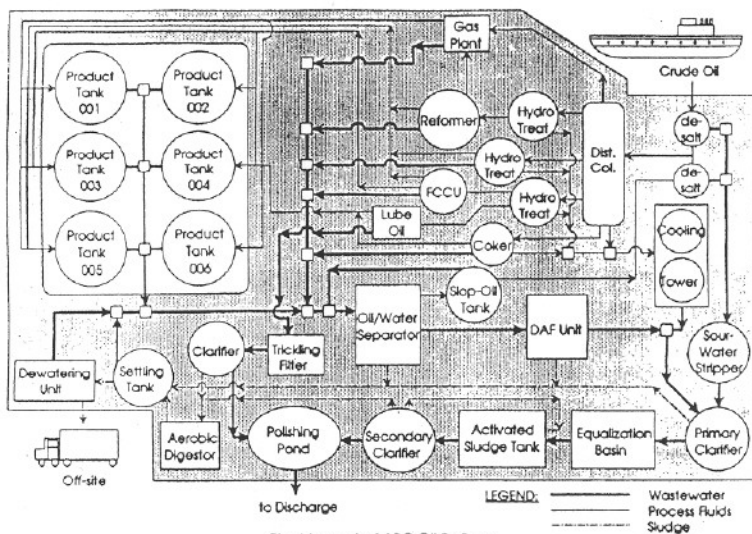 Gas
Plant
Crude Oil
Product
Tank
001
Product
Tank
002
Reformer
Hydro
Treat
Dist.
Col.
de-
salt
Product
Tank
003
Product
Tank
004
Hydro
Treat
de-
salt
FCCU
Hydro
Treat
Lube
Oil
Product
Tank
005
Product
Tank
006
Coker
Cooling
Tower
Slop-Oil
Tank
Oil/Water
Separator
DAF Unit
Sour-
Water
Stripper
Clarifier
Trickling
Filter
Dewatering
Unit
Settling
Tank
Aerobic
Digestor
Polishing
Pond
Secondary
Clarifier
Activated
Sludge Tank
Equalization
Basin
Primary
Clarifier
Off-site
to Discharge
LEGEND:
Wastewater
Process Fluids
Sludge